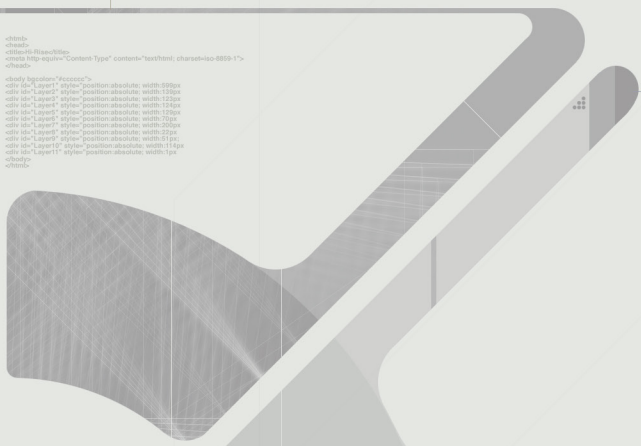 <html>
<head>
<title>Hi-Rise</title>
<meta http-equiv="Content-Type" content="text/html; charset=iso-8859-1">
</head>
<body bgcolor="#cccccc">
<div id="Layer1" style="position:absolute; width:299px
<div id="Layer2" style="position:absolute; width:139px
<div id="Layer3" style="position:absolute; width:123px
<div id="Layer4" style="position:absolute; width:124px
<div id="Layer5" style="position:absolute; width:129px
<div id="Layer6" style="position:absolute; width:70px
<div id="Layer7" style="position:absolute; width:205px
<div id="Layer8" style="position:absolute; width:32px
<div id="Layer9" style="position:absolute; width:51px;
<div id="Layer10" style="position:absolute; width:114px
<div id="Layer11" style="position:absolute; width:1px
</body>
</html>